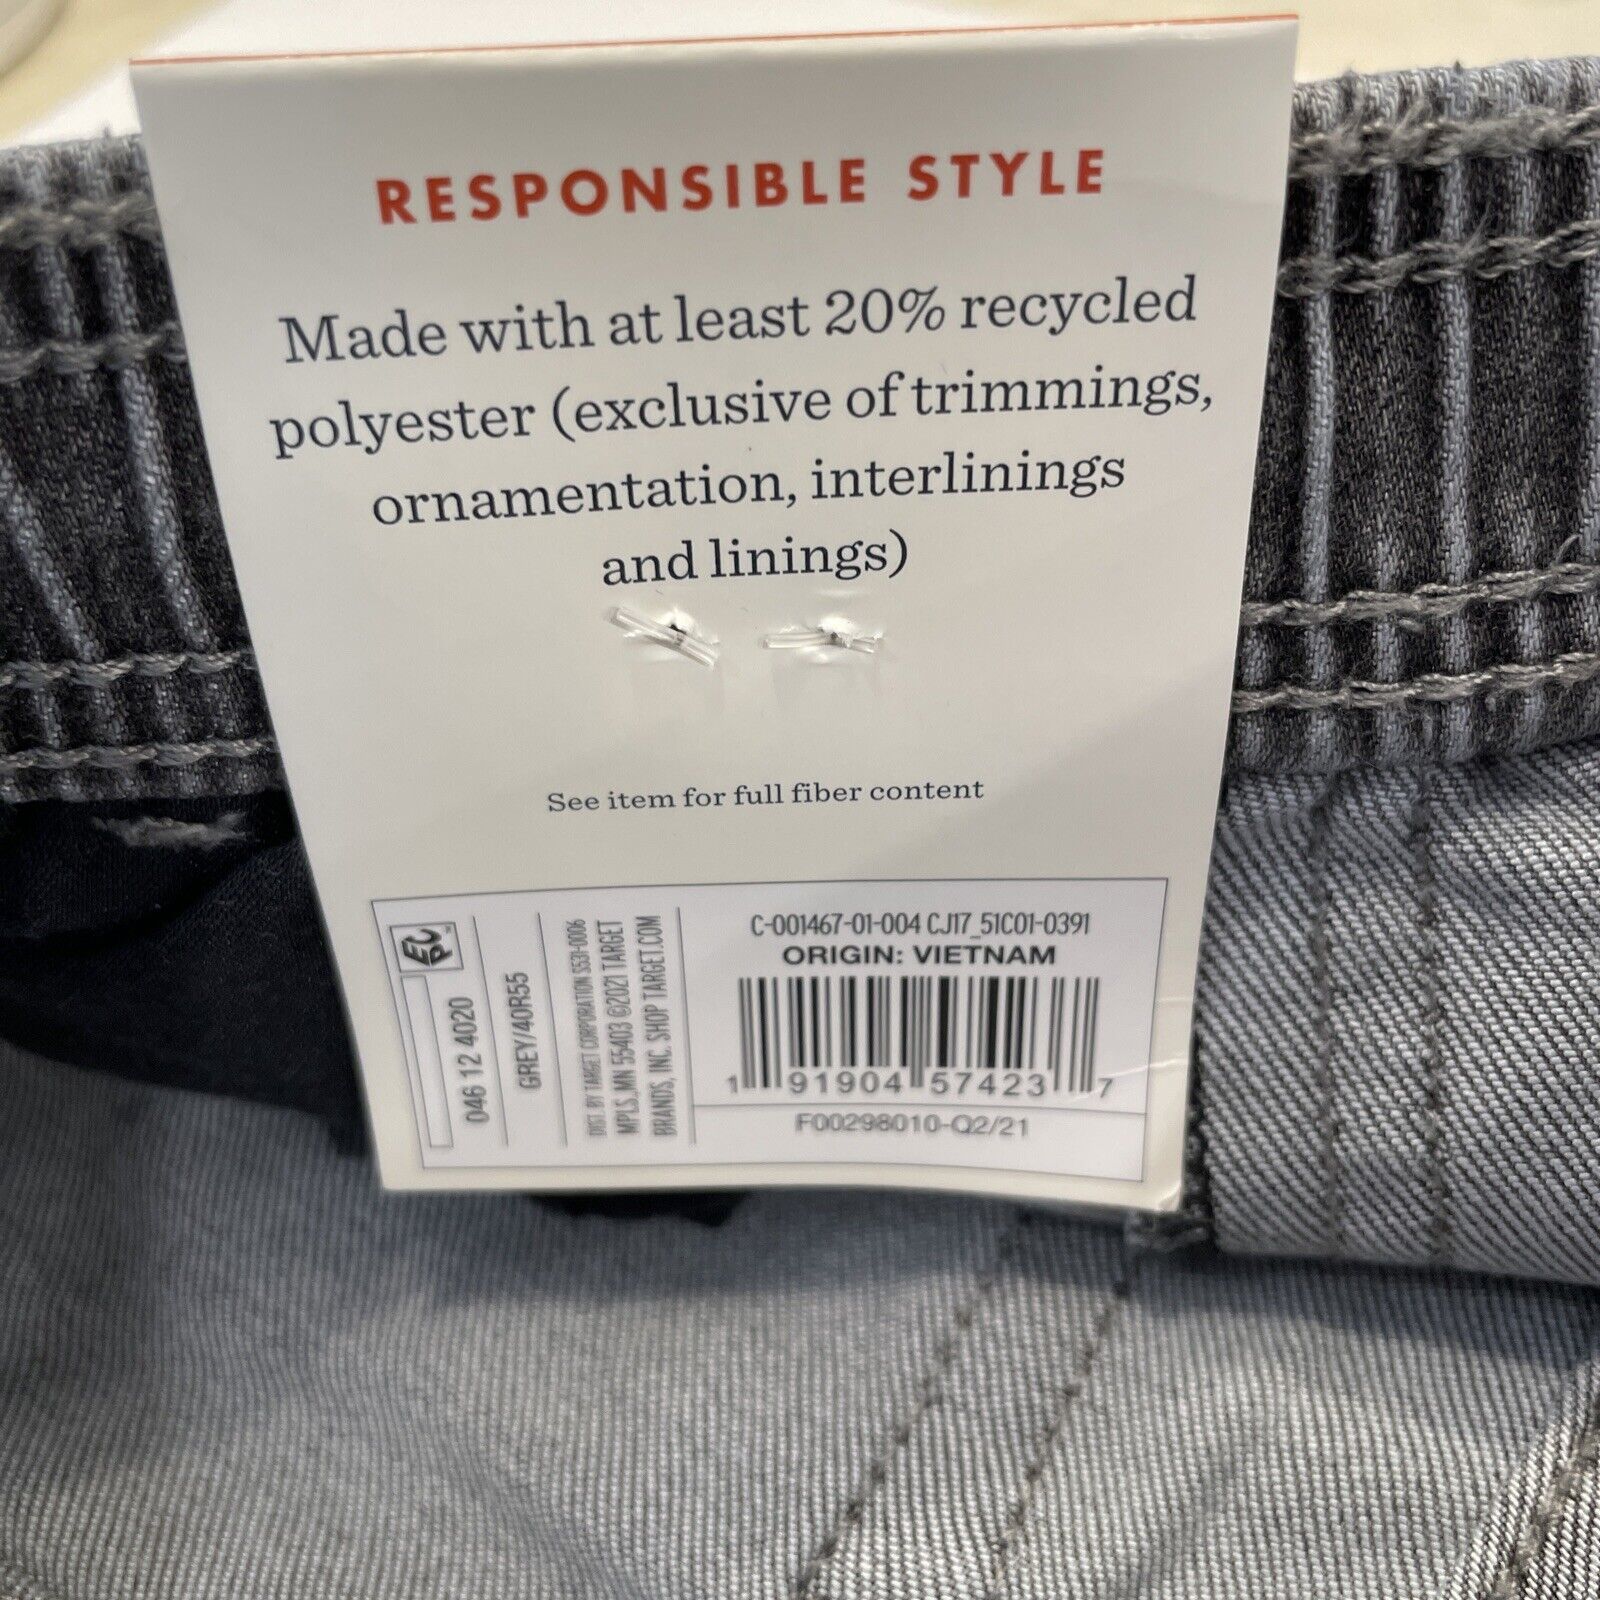 RESPONSIBLE STYLE
Made with at least 20% recycled
polyester (exclusive of trimmings,
ornamentation, interlinings
and linings)
See item for full fiber content
EPC
046 12 4020
GREY/40R55
DIST. BY TARGET CORPORATION 5531-0006
MPLS.,MN 55403 ©2021 TARGET
BRANDS, INC. SHOP TARGET.COM
C-001467-01-004 CJ17_51C01-0391
ORIGIN: VIETNAM
1 91904 57423 7
F00298010-Q2/21